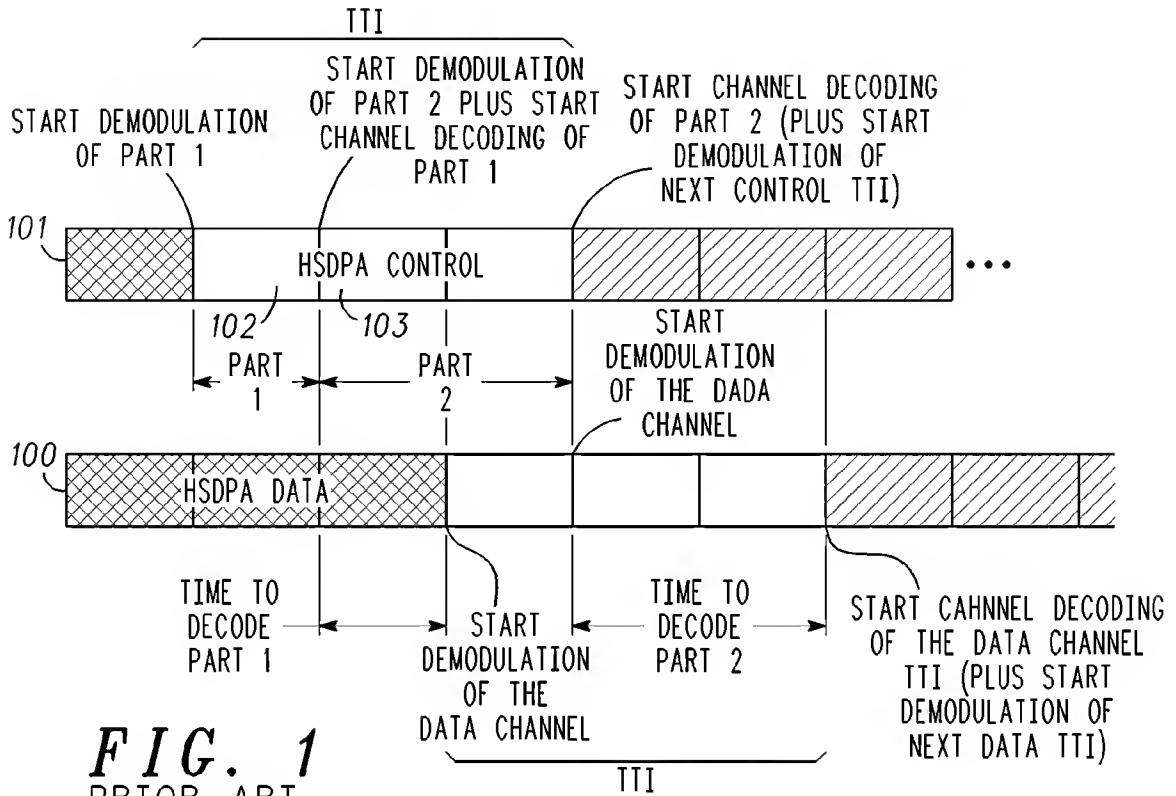 TTI
START DEMODULATION
OF PART 1
START DEMODULATION
OF PART 2 PLUS START
CHANNEL DECODING OF
PART 1
START CHANNEL DECODING
OF PART 2 (PLUS START
DEMODULATION OF
NEXT CONTROL TTI)
101
HSDPA CONTROL
102
103
PART
1
PART
2
START
DEMODULATION
OF THE DADA
CHANNEL
100
HSDPA DATA
TIME TO
DECODE
PART 1
START
DEMODULATION
OF THE
DATA CHANNEL
TIME TO
DECODE
PART 2
START CAHNNEL DECODING
OF THE DATA CHANNEL
TTI (PLUS START
DEMODULATION OF
NEXT DATA TTI)
TTI
FIG. 1
PRIOR ART